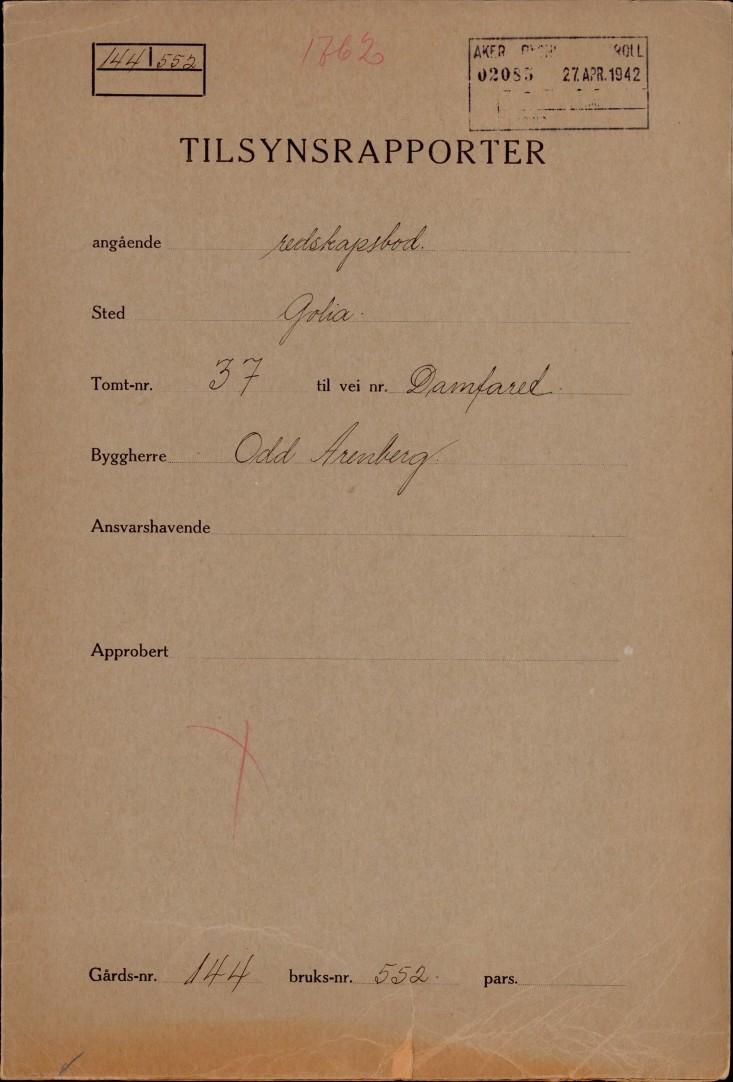 144 552
1762
AKER
02085 27. APR. 1942
TILSYNSRAPPORTER
angående redskapsbod.
Sted Golia.
Tomt-nr. 37 til vei nr. Damfaret.
Byggherre Odd Arenberg.
Ansvarshavende
Approbert
Gårds-nr. 144 bruks-nr. 552. pars.